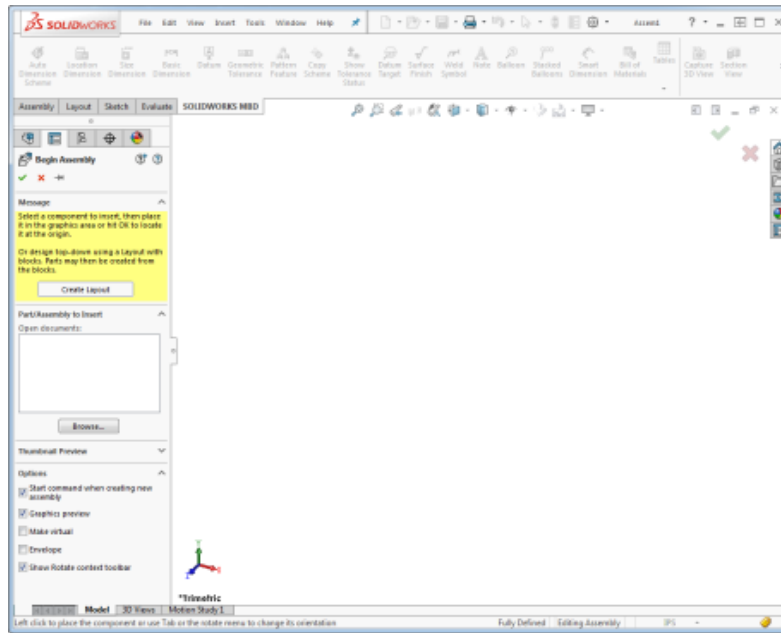 SOLIDWORKS File Edit View Insert Tools Window Help Assem1 ?
Auto Dimension Scheme
Location Dimension
Size Dimension
Basic Dimension
Datum
Geometric Tolerance
Pattern Feature
Copy Scheme
Show Tolerance Status
Datum Target
Surface Finish
Weld Symbol
Note
Balloon
Stacked Balloons
Smart Dimension
Bill of Materials
Tables
Capture 3D View
Section View
Assembly Layout Sketch Evaluate SOLIDWORKS MBD
Begin Assembly
Message
Select a component to insert, then place
it in the graphics area or hit OK to locate
it at the origin.
Or design top-down using a Layout with
blocks. Parts may then be created from
the blocks.
Create Layout
Part/Assembly to Insert
Open documents:
Browse...
Thumbnail Preview
Options
Start command when creating new
assembly
Graphics preview
Make virtual
Envelope
Show Rotate context toolbar
*Trimetric
Model 3D Views Motion Study 1
Left click to place the component or use Tab or the rotate menu to change its orientation Fully Defined Editing Assembly IPS